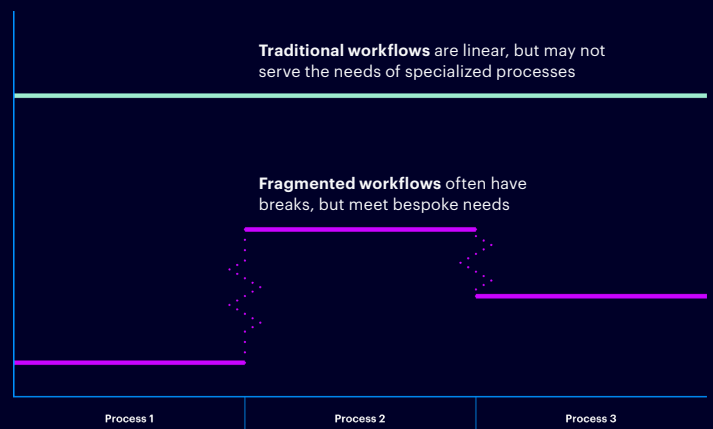 Traditional workflows are linear, but may not
serve the needs of specialized processes
Fragmented workflows often have
breaks, but meet bespoke needs
Process 1
Process 2
Process 3